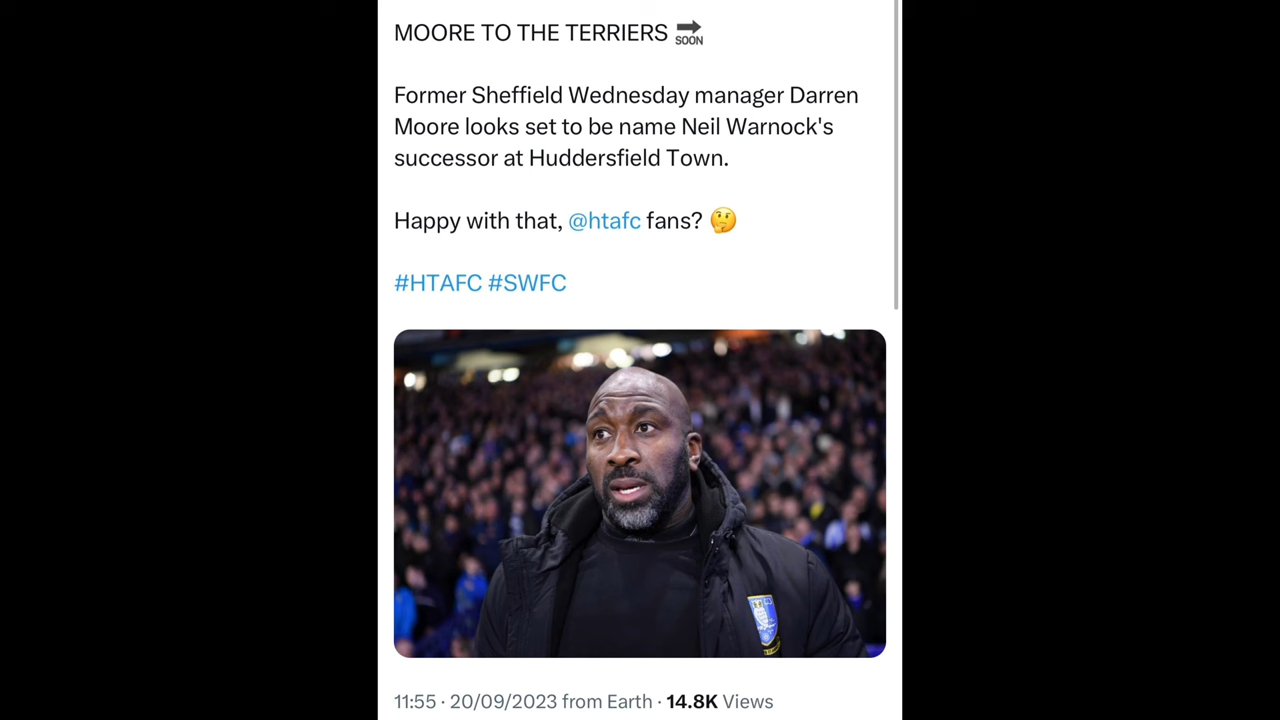 MOORE TO THE TERRIERS SOON
Former Sheffield Wednesday manager Darren
Moore looks set to be name Neil Warnock's
successor at Huddersfield Town.
Happy with that, @htafc fans?
#HTAFC #SWFC
11:55 · 20/09/2023 from Earth · 14.8K Views